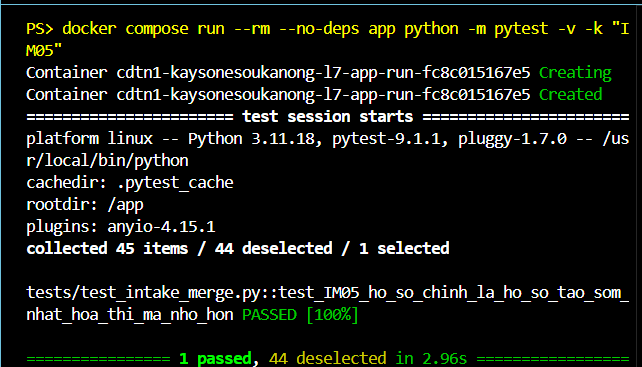 PS> docker compose run --rm --no-deps app python -m pytest -v -k "I
M05"
Container cdtn1-kaysonesoukanong-l7-app-run-fc8c015167e5 Creating
Container cdtn1-kaysonesoukanong-l7-app-run-fc8c015167e5 Created
======================= test session starts =======================
platform linux -- Python 3.11.18, pytest-9.1.1, pluggy-1.7.0 -- /us
r/local/bin/python
cachedir: .pytest_cache
rootdir: /app
plugins: anyio-4.15.1
collected 45 items / 44 deselected / 1 selected
tests/test_intake_merge.py::test_IM05_ho_so_chinh_la_ho_so_tao_som_
nhat_hoa_thi_ma_nho_hon PASSED [100%]
================ 1 passed, 44 deselected in 2.96s =================